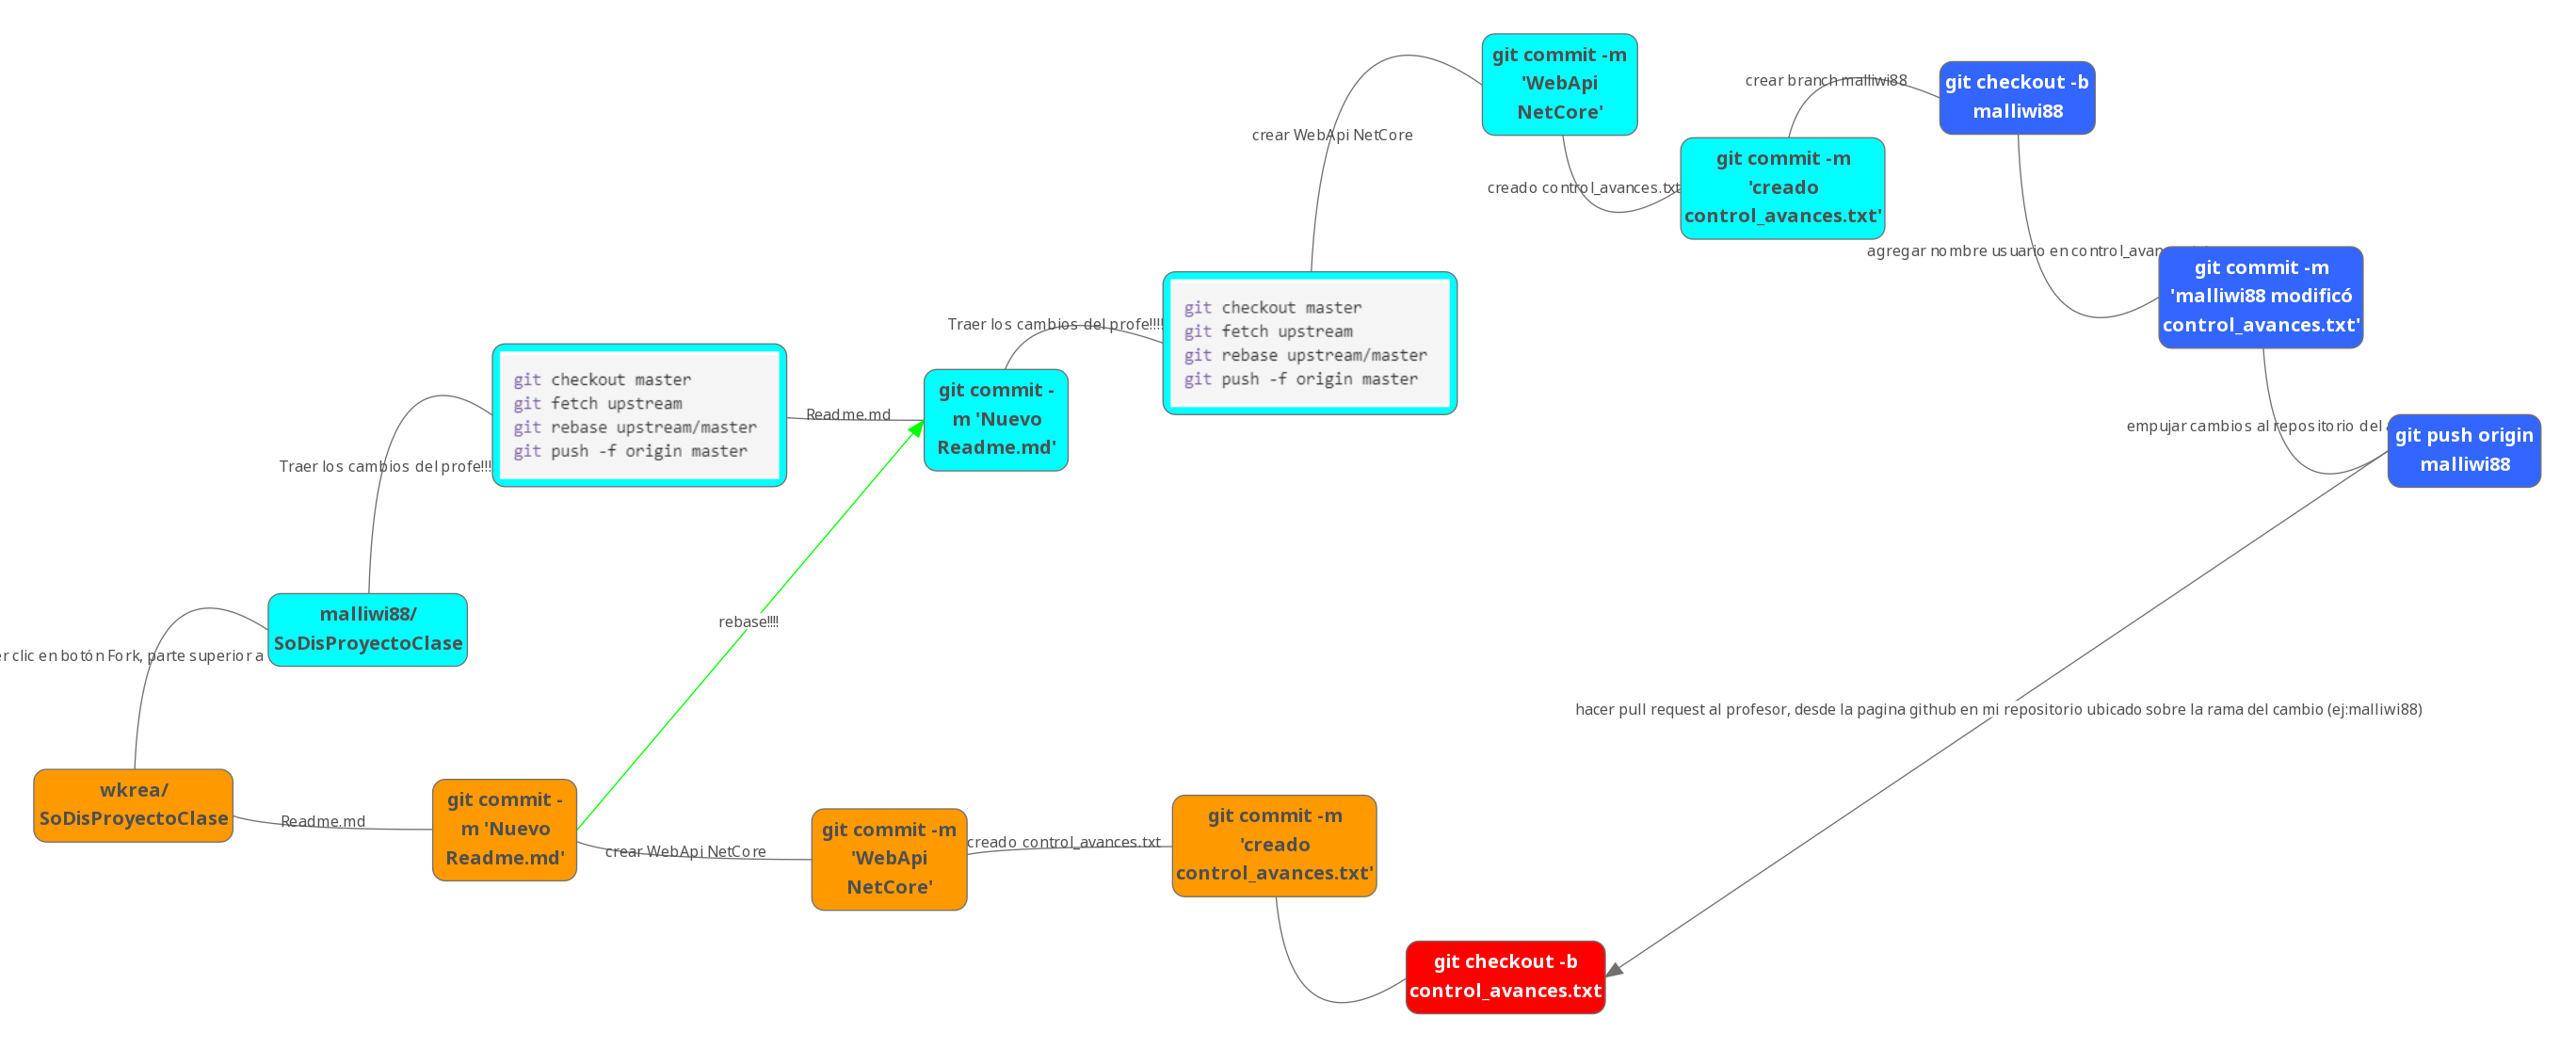 git commit -m
'WebApi
NetCore'
crear branch malliwi88
git checkout -b
malliwi88
crear WebApi NetCore
creado control_avances.txt
git commit -m
'creado
control_avances.txt'
agregar nombre usuario en
git commit -m
'malliwi88 modificó
control_avances.txt'
Traer los cambios del profe!!!!
git checkout master
git fetch upstream
git rebase upstream/master
git push -f origin master
git checkout master
git fetch upstream
git rebase upstream/master
git push -f origin master
Readme.md
git commit -
m 'Nuevo
Readme.md'
Traer los cambios del profe!!!
empujar cambios al repositorio del
git push origin
malliwi88
malliwi88/
SoDisProyectoClase
rebase!!!!
clic en botón Fork, parte superior a
hacer pull request al profesor, desde la pagina github en mi repositorio ubicado sobre la rama del cambio (ej:malliwi88)
wkrea/
SoDisProyectoClase
Readme.md
git commit -
m 'Nuevo
Readme.md'
crear WebApi NetCore
git commit -m
'WebApi
NetCore'
creado control_avances.txt
git commit -m
'creado
control_avances.txt'
git checkout -b
control_avances.txt